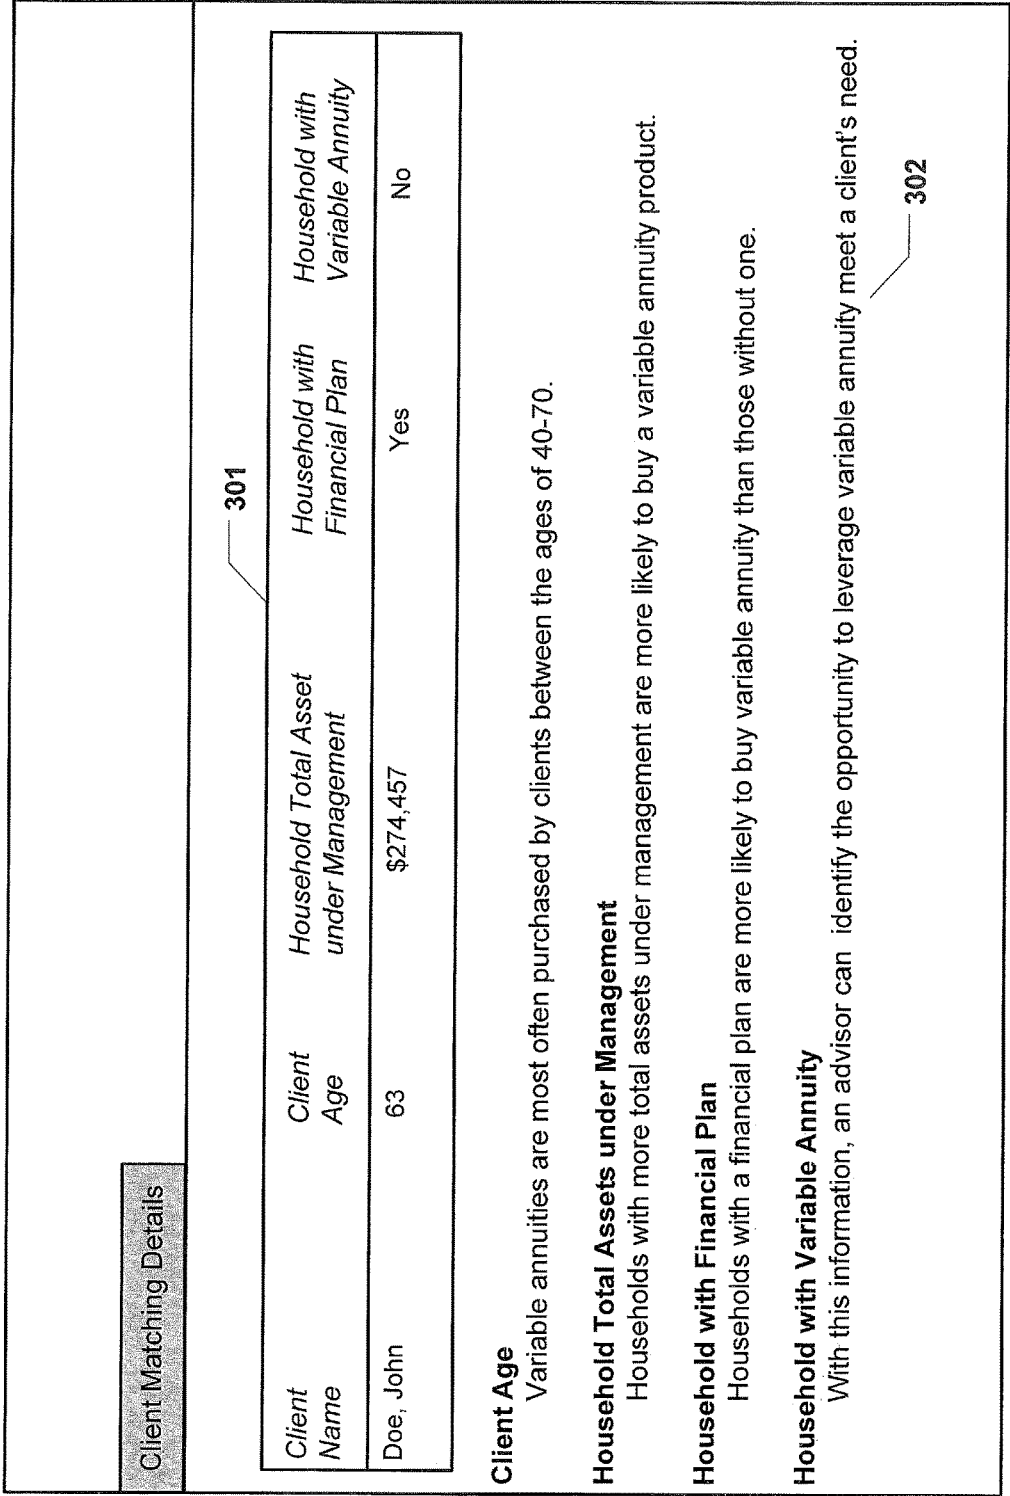 Client Matching Details
301
Client Name
Client Age
Household Total Asset under Management
Household with Financial Plan
Household with Variable Annuity
Doe, John
63
$274,457
Yes
No
Client Age
Variable annuities are most often purchased by clients between the ages of 40-70.
Household Total Assets under Management
Households with more total assets under management are more likely to buy a variable annuity product.
Household with Financial Plan
Households with a financial plan are more likely to buy variable annuity than those without one.
Household with Variable Annuity
With this information, an advisor can identify the opportunity to leverage variable annuity meet a client's need.
302